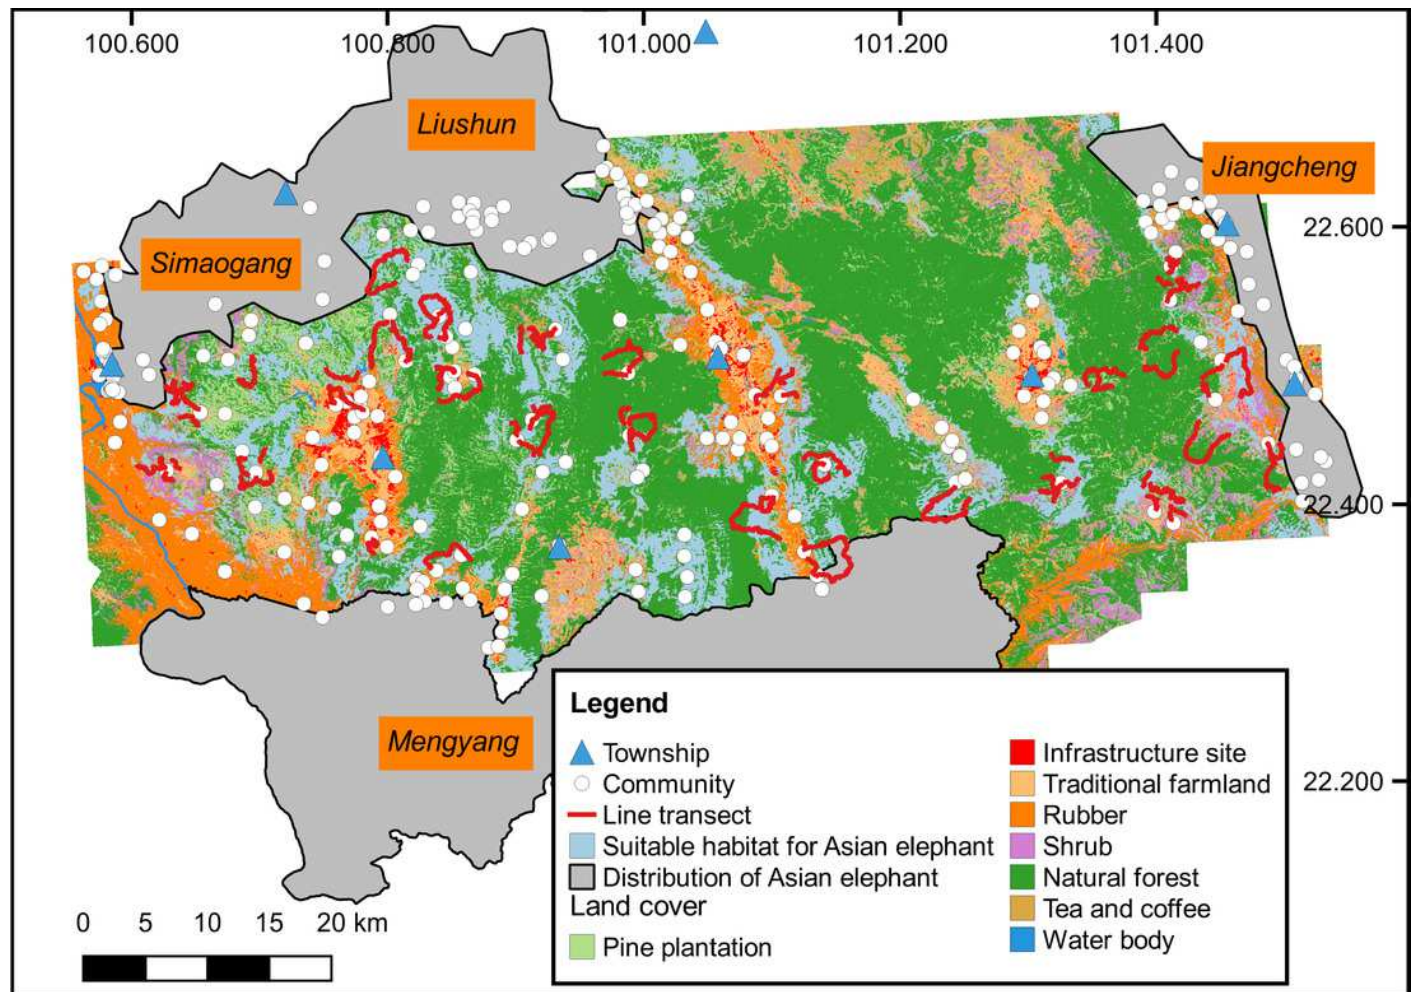 100.600 100.800 101.000 101.200 101.400
Liushun
Jiangcheng
22.600
Simaogang
22.400
Mengyang
22.200
Legend
Township
Community
Line transect
Suitable habitat for Asian elephant
Distribution of Asian elephant
Land cover
Pine plantation
Infrastructure site
Traditional farmland
Rubber
Shrub
Natural forest
Tea and coffee
Water body
0 5 10 15 20 km